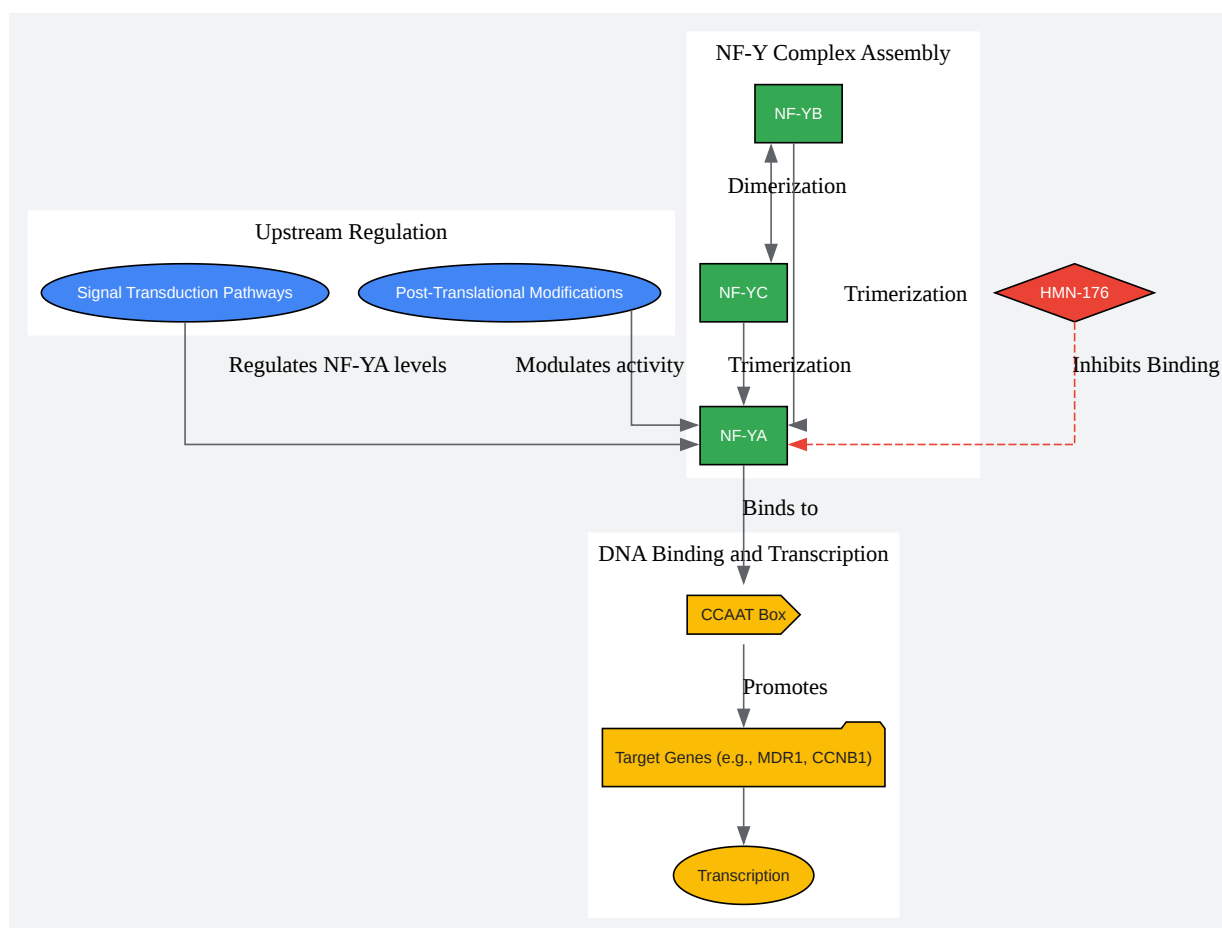 NF-Y Complex Assembly
NF-YB
Dimerization
Upstream Regulation
Signal Transduction Pathways
Post-Translational Modifications
NF-YC
Trimerization
HMN-176
Regulates NF-YA levels
Modulates activity
Trimerization
Inhibits Binding
NF-YA
Binds to
DNA Binding and Transcription
CCAAT Box
Promotes
Target Genes (e.g., MDR1, CCNB1)
Transcription